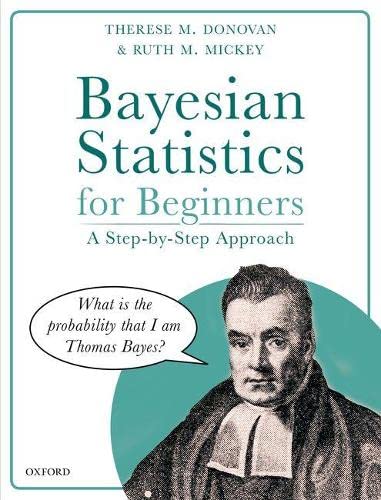 THERESE M. DONOVAN
& RUTH M. MICKEY
Bayesian
Statistics
for Beginners
A Step-by-Step Approach
What is the
probability that I am
Thomas Bayes?
OXFORD